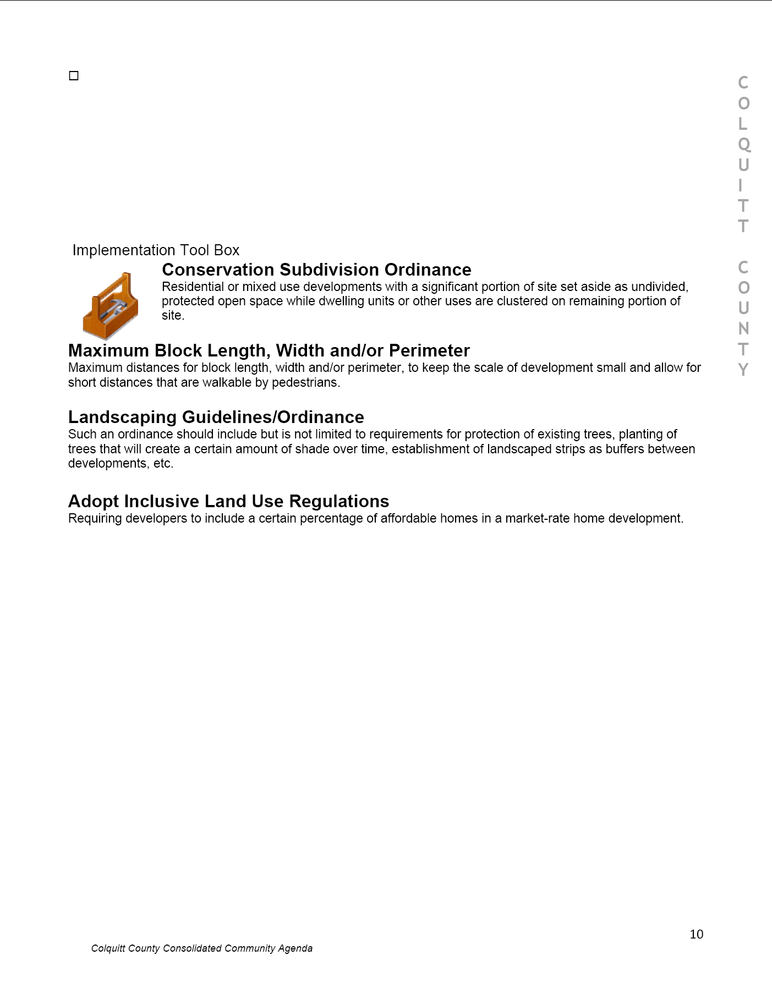 □
Implementation Tool Box
Conservation Subdivision Ordinance
Residential or mixed use developments with a significant portion of site set aside as undivided,
protected open space while dwelling units or other uses are clustered on remaining portion of
site.
Maximum Block Length, Width and/or Perimeter
Maximum distances for block length, width and/or perimeter, to keep the scale of development small and allow for
short distances that are walkable by pedestrians.
Landscaping Guidelines/Ordinance
Such an ordinance should include but is not limited to requirements for protection of existing trees, planting of
trees that will create a certain amount of shade over time, establishment of landscaped strips as buffers between
developments, etc.
Adopt Inclusive Land Use Regulations
Requiring developers to include a certain percentage of affordable homes in a market-rate home development.
C
O
L
Q
U
I
T
T
C
O
U
N
T
Y
10
Colquitt County Consolidated Community Agenda